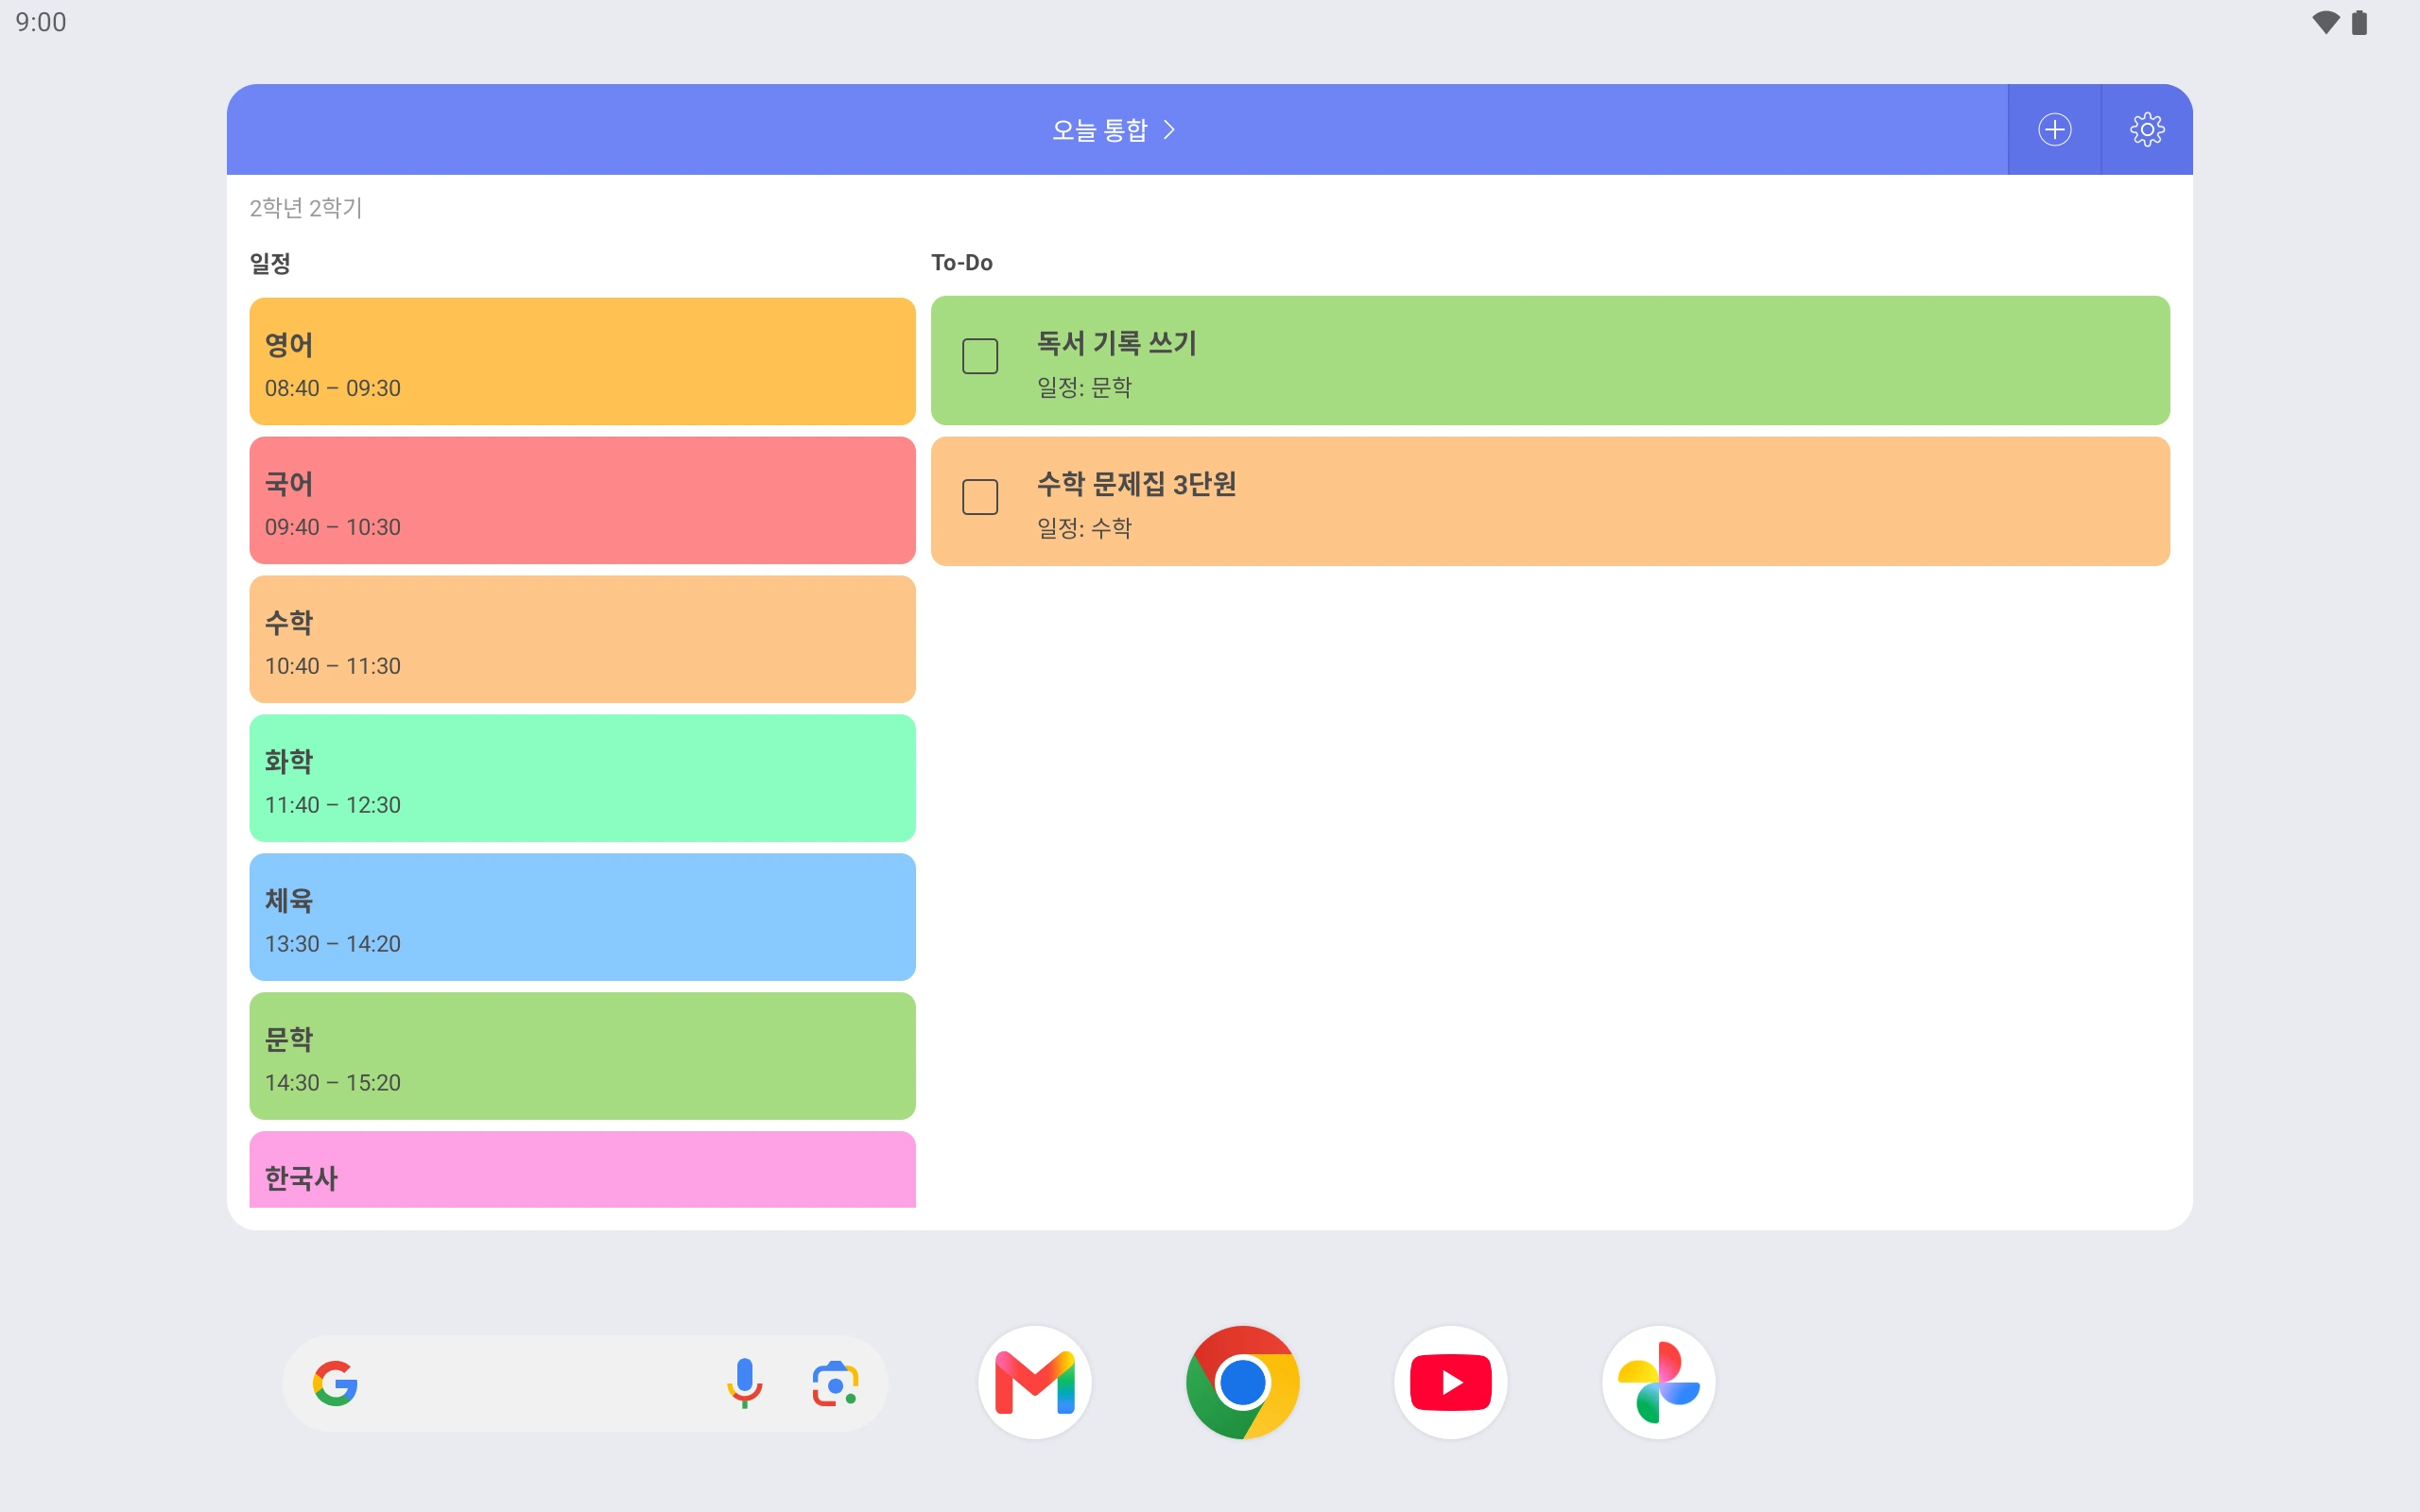 9:00
오늘 통합
2학년 2학기
일정
영어
08:40 – 09:30
국어
09:40 – 10:30
수학
10:40 – 11:30
화학
11:40 – 12:30
체육
13:30 – 14:20
문학
14:30 – 15:20
한국사
To-Do
독서 기록 쓰기
일정: 문학
수학 문제집 3단원
일정: 수학